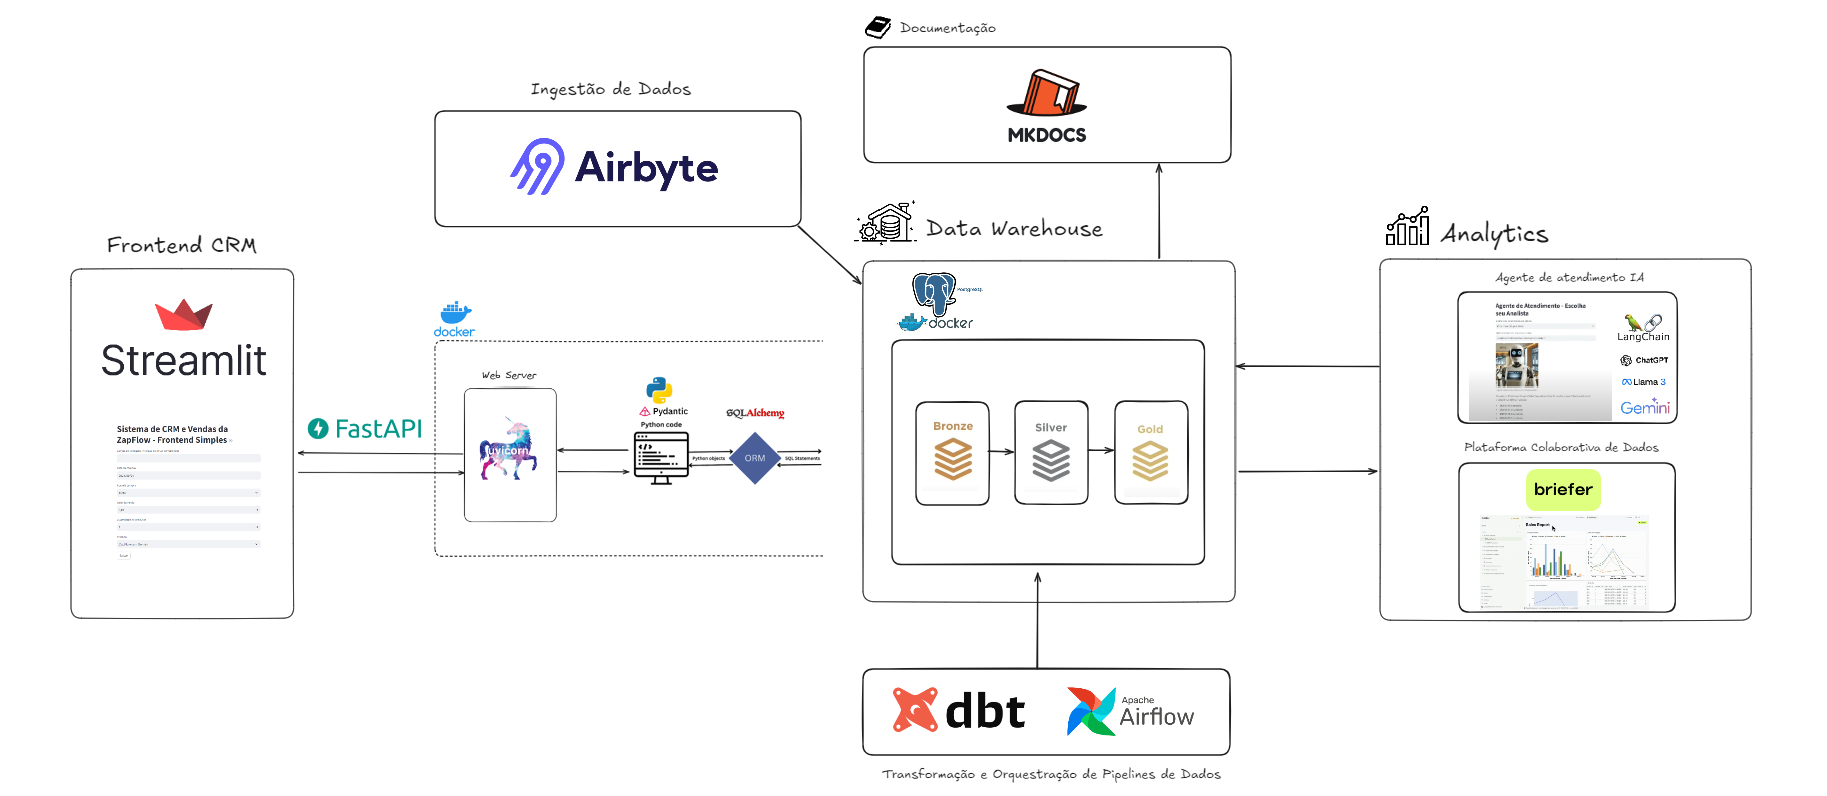 Documentação
MKDOCS
Ingestão de Dados
Airbyte
Frontend CRM
Streamlit
Sistema de CRM e Vendas da
ZapFlow - Frontend Simples
FastAPI
docker
Web Server
uvicorn
Pydantic
Python code
Python objects
SQLAlchemy
ORM
SQL Statements
Data Warehouse
PostgreSQL
docker
Bronze
Silver
Gold
dbt
Apache
Airflow
Transformação e Orquestração de Pipelines de Dados
Analytics
Agente de atendimento IA
Agente de Atendimento - Escolha
seu Analista
LangChain
ChatGPT
Llama 3
Gemini
Plataforma Colaborativa de Dados
briefer
Sales Report